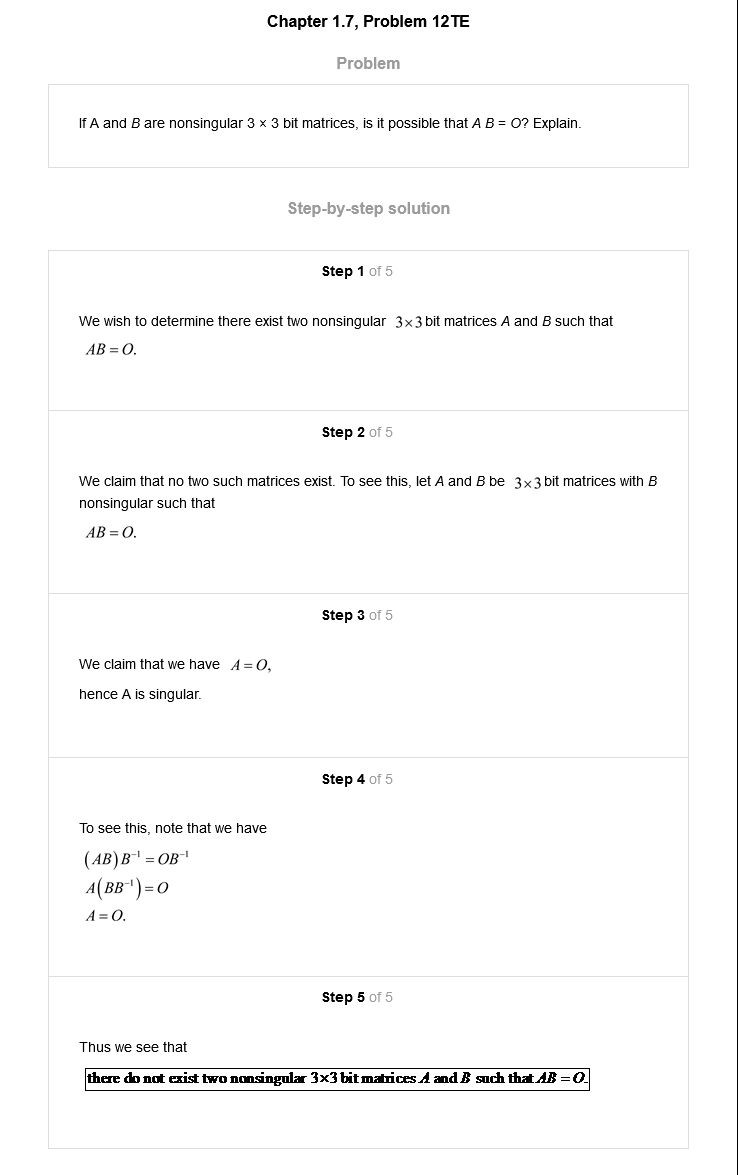 Chapter 1.7, Problem 12TE
Problem
If A and B are nonsingular 3 × 3 bit matrices, is it possible that A B = O? Explain.
Step-by-step solution
Step 1 of 5
We wish to determine there exist two nonsingular 3×3 bit matrices A and B such that
AB = O.
Step 2 of 5
We claim that no two such matrices exist. To see this, let A and B be 3×3 bit matrices with B
nonsingular such that
AB = O.
Step 3 of 5
We claim that we have A = O,
hence A is singular.
Step 4 of 5
To see this, note that we have
(AB)B⁻¹ = OB⁻¹
A(BB⁻¹) = O
A = O.
Step 5 of 5
Thus we see that
there do not exist two nonsingular 3×3 bit matrices A and B such that AB = O.